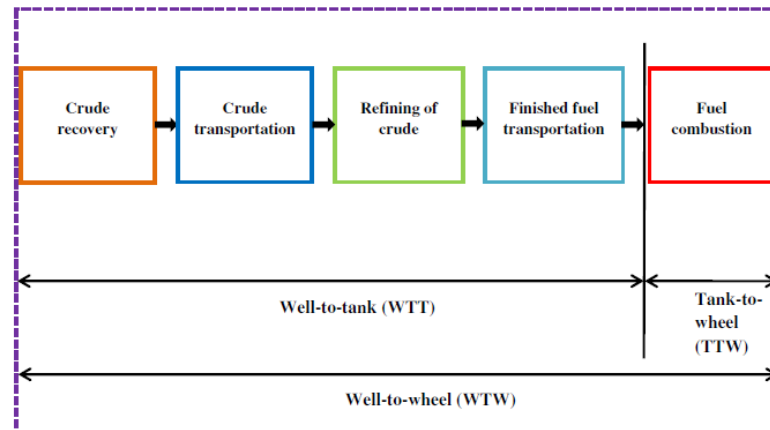 Crude
recovery
Crude
transportation
Refining of
crude
Finished fuel
transportation
Fuel
combustion
Well-to-tank (WTT)
Tank-to-
wheel
(TTW)
Well-to-wheel (WTW)